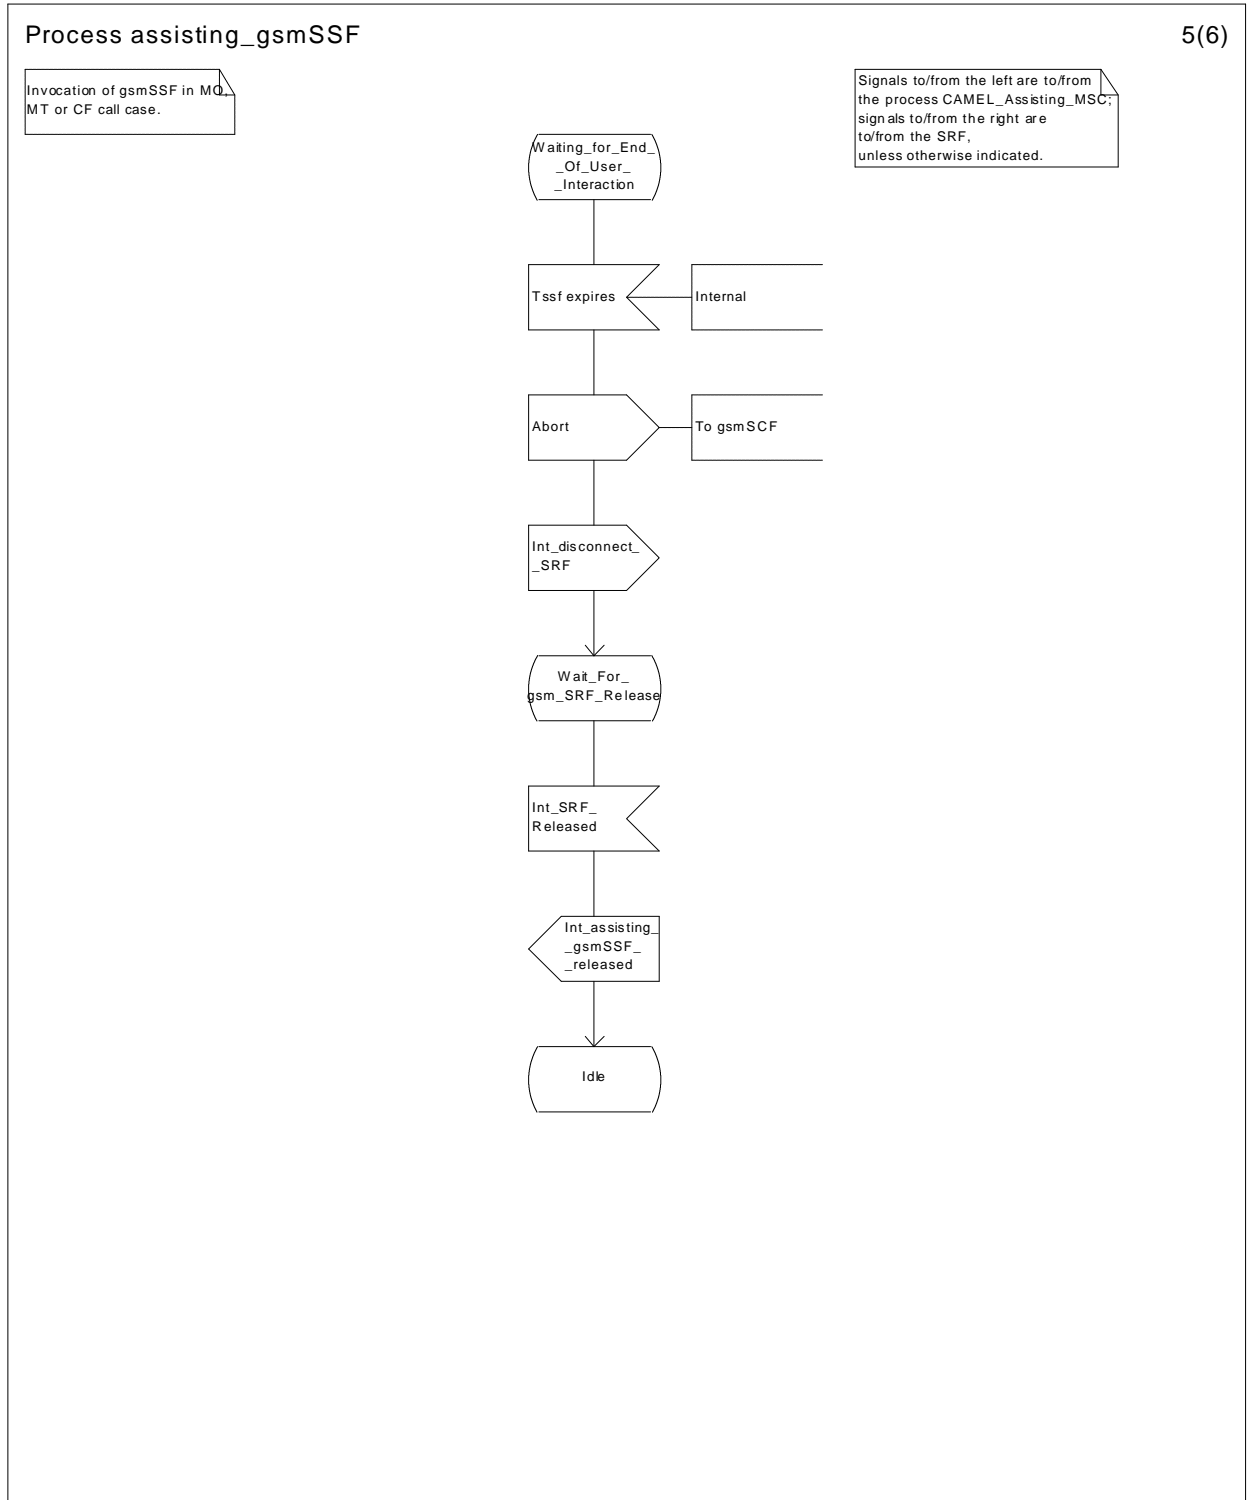 Process assisting_gsmSSF
5(6)
Invocation of gsmSSF in MO,
MT or CF call case.
Signals to/from the left are to/from
the process CAMEL_Assisting_MSC;
signals to/from the right are
to/from the SRF,
unless otherwise indicated.
Waiting_for_End_
_Of_User_
_Interaction
Tssf expires
Internal
Abort
To gsmSCF
Int_disconnect_
_SRF
Wait_For_
gsm_SRF_Release
Int_SRF_
Released
Int_assisting_
_gsmSSF_
_released
Idle